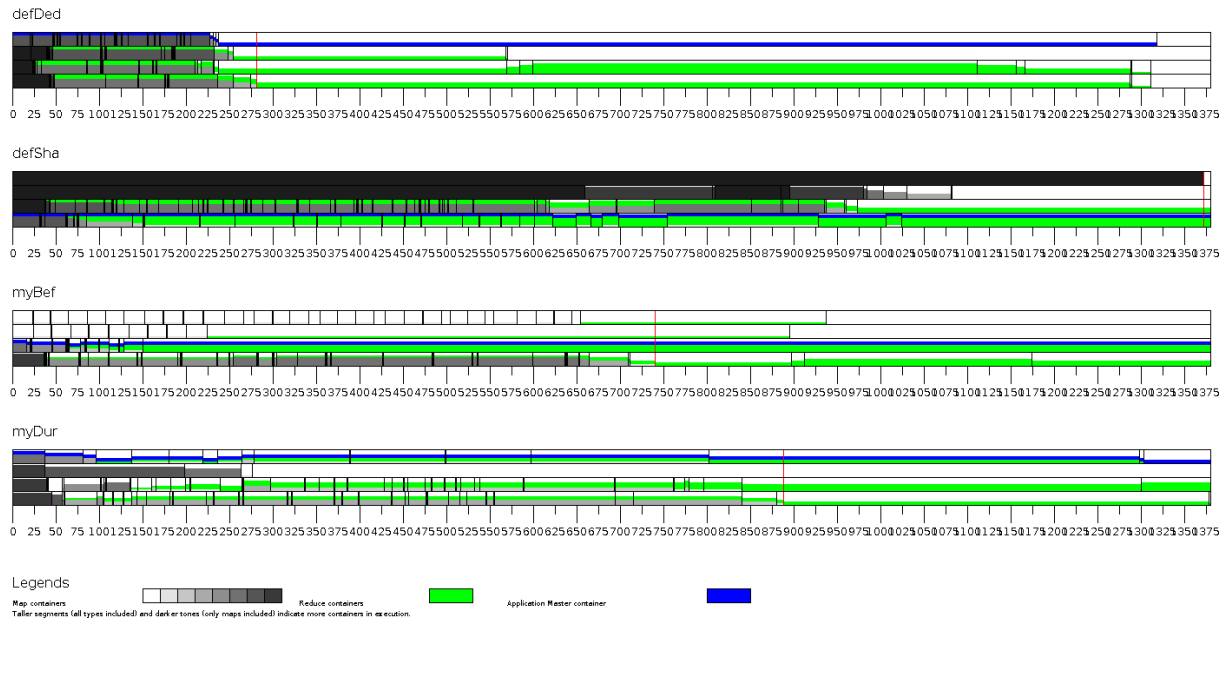 defDed
0 25 50 75 100 125 150 175 200 225 250 275 300 325 350 375 400 425 450 475 500 525 550 575 600 625 650 675 700 725 750 775 800 825 850 875 900 925 950 975 1000 1025 1050 1075 1100 1125 1150 1175 1200 1225 1250 1275 1300 1325 1350 1375
defSha
0 25 50 75 100 125 150 175 200 225 250 275 300 325 350 375 400 425 450 475 500 525 550 575 600 625 650 675 700 725 750 775 800 825 850 875 900 925 950 975 1000 1025 1050 1075 1100 1125 1150 1175 1200 1225 1250 1275 1300 1325 1350 1375
myBef
0 25 50 75 100 125 150 175 200 225 250 275 300 325 350 375 400 425 450 475 500 525 550 575 600 625 650 675 700 725 750 775 800 825 850 875 900 925 950 975 1000 1025 1050 1075 1100 1125 1150 1175 1200 1225 1250 1275 1300 1325 1350 1375
myDur
0 25 50 75 100 125 150 175 200 225 250 275 300 325 350 375 400 425 450 475 500 525 550 575 600 625 650 675 700 725 750 775 800 825 850 875 900 925 950 975 1000 1025 1050 1075 1100 1125 1150 1175 1200 1225 1250 1275 1300 1325 1350 1375
Legends
Map containers Reduce containers Application Master container
Taller segments (all types included) and darker tones (only maps included) indicate more containers in execution.